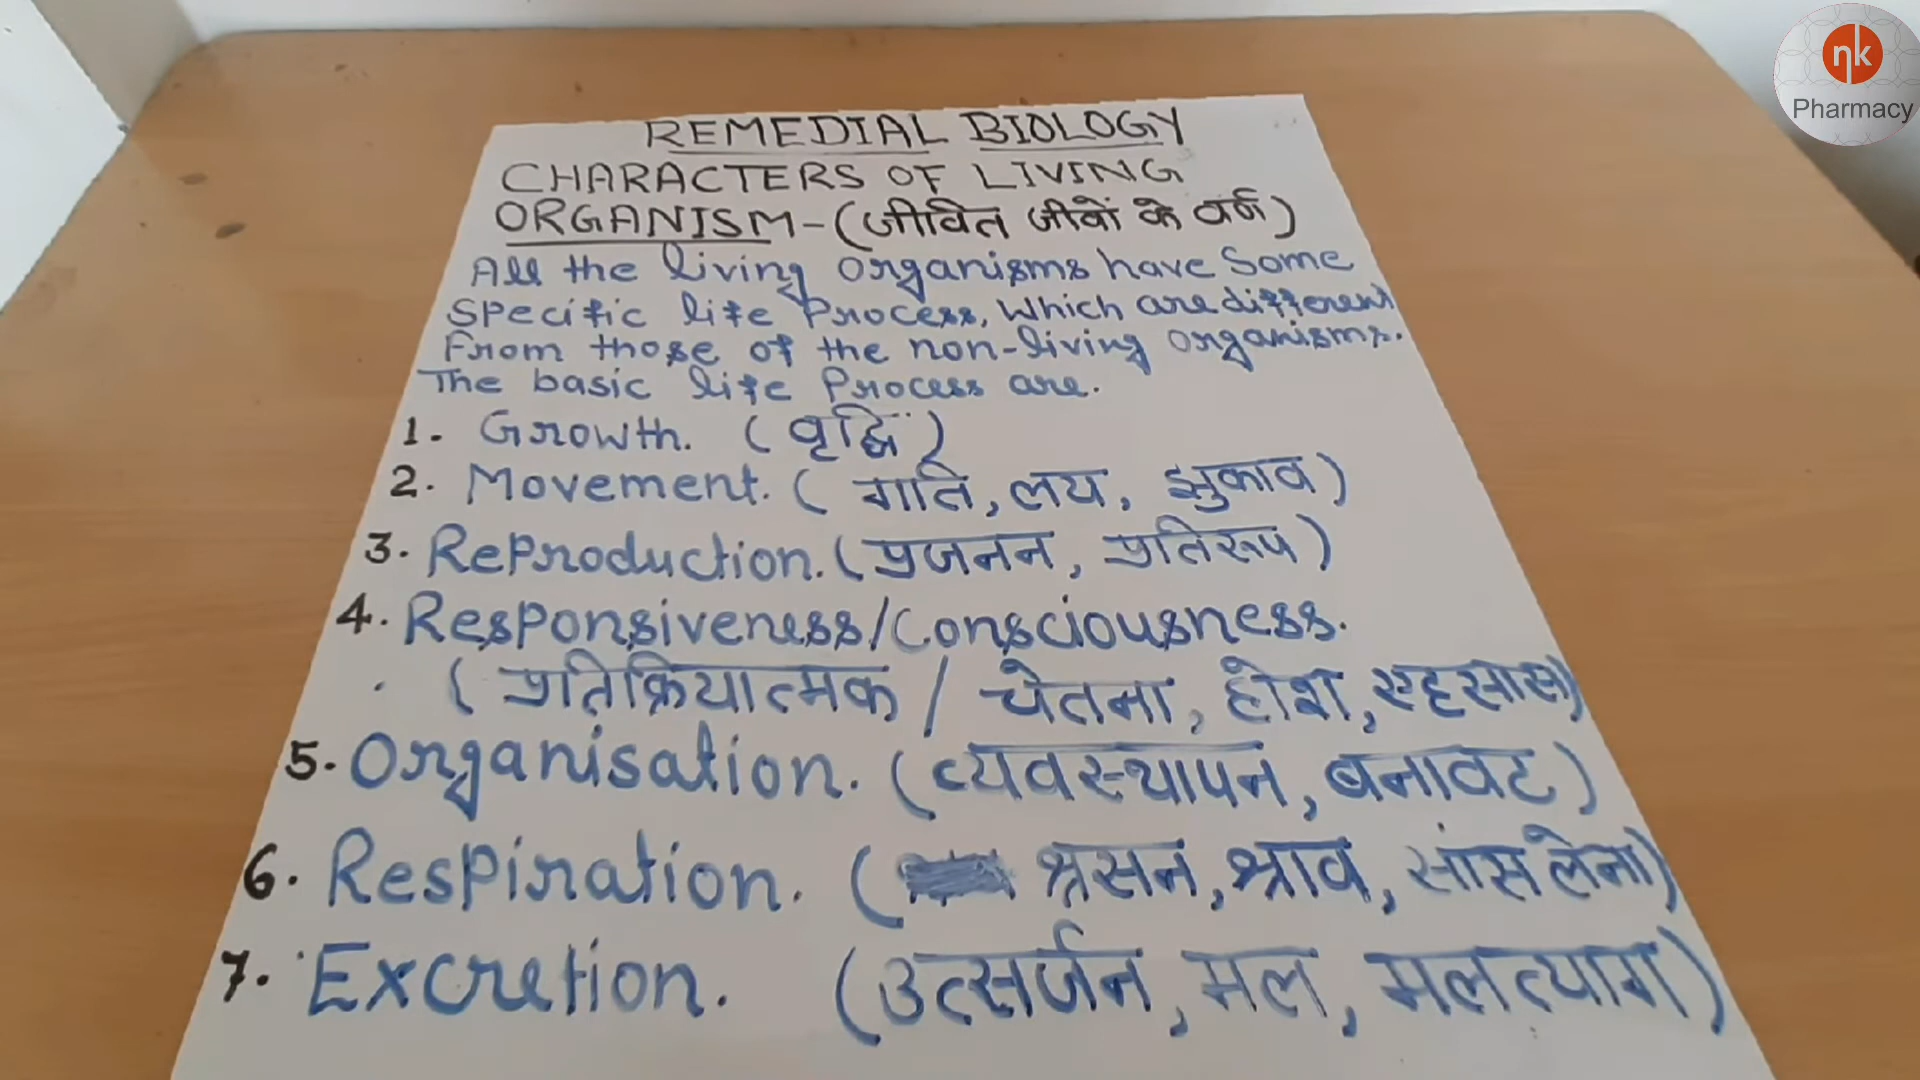 ηk
Pharmacy
REMEDIAL BIOLOGY
CHARACTERS OF LIVING
ORGANISM-(जीवित जीवों के वर्ण)
All the living organisms have some
specific life Process, which are different
From those of the non-living organisms.
The basic life Process are.
1. Growth. (वृद्धि)
2. Movement. (गति, लय, झुकाव)
3. Reproduction. (प्रजनन, प्रतिरूप)
4. Responsiveness/Consciousness.
(प्रतिक्रियात्मक / चेतना, होश, एहसास)
5. Organisation. (व्यवस्थापन, बनावट)
6. Respiration. (श्वसन, श्राव, सांस लेना)
7. Excretion. (उत्सर्जन, मल, मलत्याग)